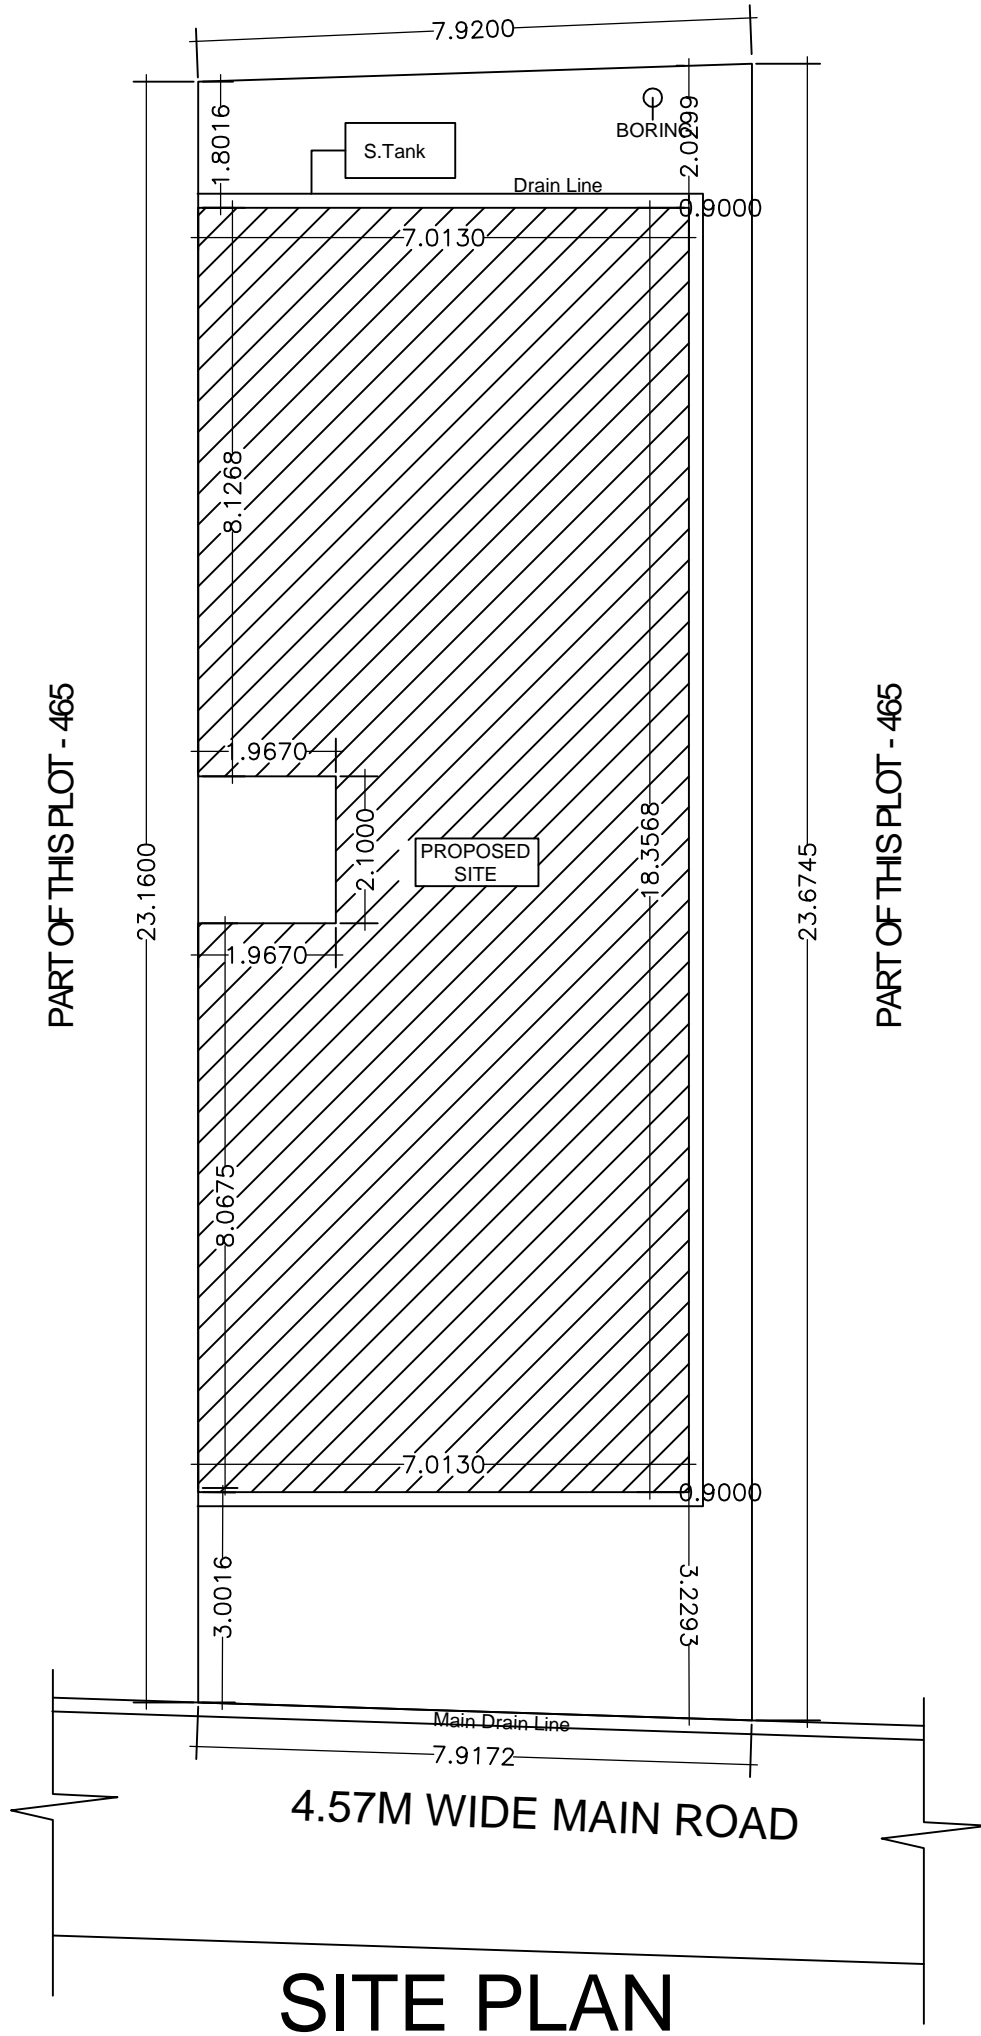 7.9200
1.8016
2.0299
BORING
S.Tank
Drain Line
0.9000
7.0130
8.1268
PART OF THIS PLOT - 465
23.1600
1.9670
2.1000
PROPOSED
SITE
18.3568
23.6745
PART OF THIS PLOT - 465
1.9670
8.0675
7.0130
0.9000
3.0016
3.2293
Main Drain Line
7.9172
4.57M WIDE MAIN ROAD
SITE PLAN